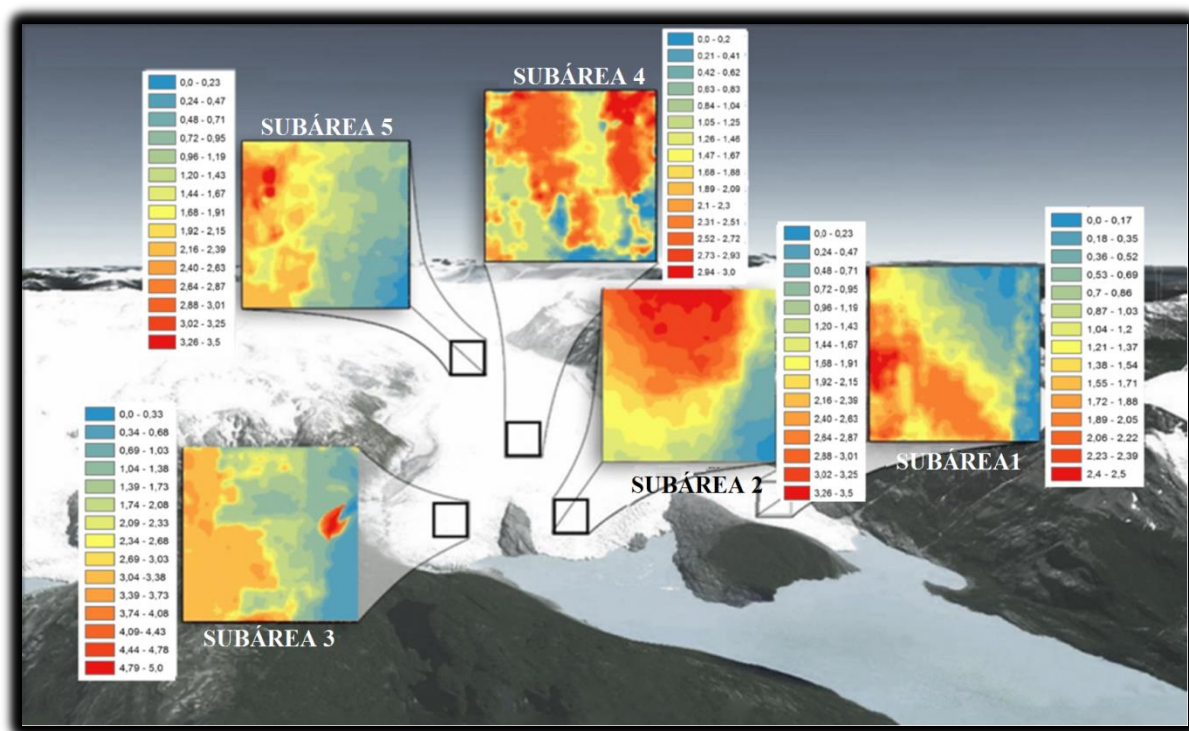 SUBÁREA 5
0,0 - 0,23
0,24 - 0,47
0,48 - 0,71
0,72 - 0,95
0,96 - 1,19
1,20 - 1,43
1,44 - 1,67
1,68 - 1,91
1,92 - 2,15
2,16 - 2,39
2,40 - 2,63
2,64 - 2,87
2,88 - 3,01
3,02 - 3,25
3,26 - 3,5
SUBÁREA 4
0,0 - 0,2
0,21 - 0,41
0,42 - 0,62
0,63 - 0,83
0,84 - 1,04
1,05 - 1,25
1,26 - 1,46
1,47 - 1,67
1,68 - 1,88
1,89 - 2,09
2,1 - 2,3
2,31 - 2,51
2,52 - 2,72
2,73 - 2,93
2,94 - 3,0
SUBÁREA 2
0,0 - 0,23
0,24 - 0,47
0,48 - 0,71
0,72 - 0,95
0,96 - 1,19
1,20 - 1,43
1,44 - 1,67
1,68 - 1,91
1,92 - 2,15
2,16 - 2,39
2,40 - 2,63
2,64 - 2,87
2,88 - 3,01
3,02 - 3,25
3,26 - 3,5
SUBÁREA1
0,0 - 0,17
0,18 - 0,35
0,36 - 0,52
0,53 - 0,69
0,7 - 0,86
0,87 - 1,03
1,04 - 1,2
1,21 - 1,37
1,38 - 1,54
1,55 - 1,71
1,72 - 1,88
1,89 - 2,05
2,06 - 2,22
2,23 - 2,39
2,4 - 2,5
0,0 - 0,33
0,34 - 0,68
0,69 - 1,03
1,04 - 1,38
1,39 - 1,73
1,74 - 2,08
2,09 - 2,33
2,34 - 2,68
2,69 - 3,03
3,04 -3,38
3,39 - 3,73
3,74 - 4,08
4,09- 4,43
4,44 - 4,78
4,79 - 5,0
SUBÁREA 3